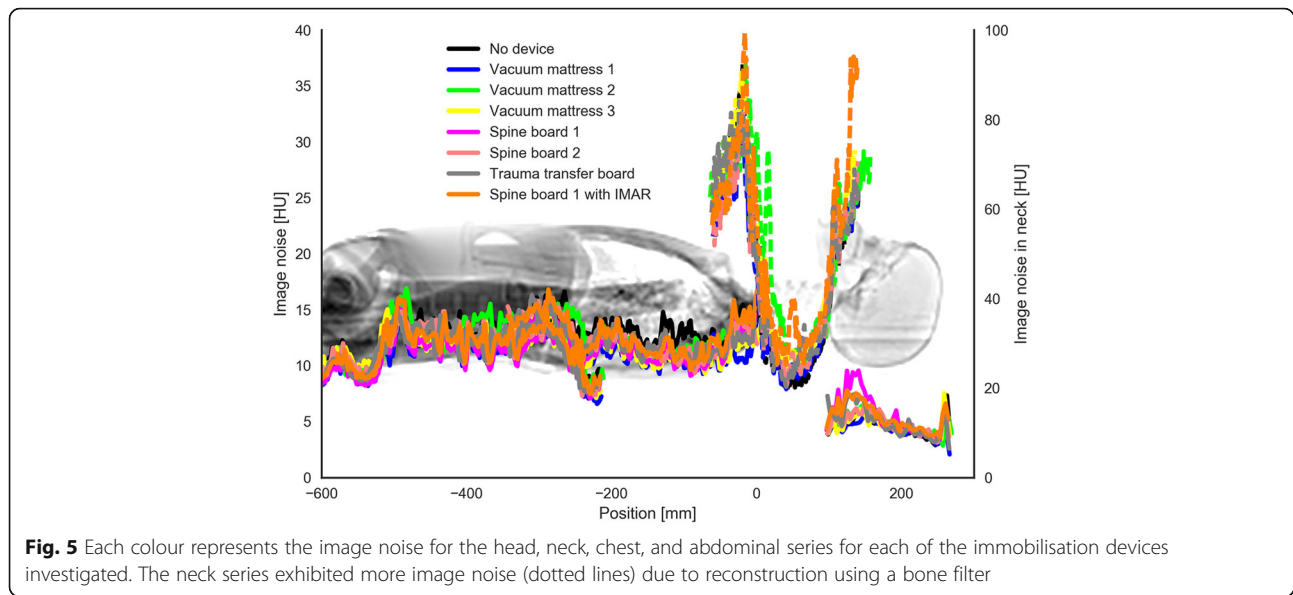 40
35
30
25
20
15
10
5
0
Image noise [HU]
No device
Vacuum mattress 1
Vacuum mattress 2
Vacuum mattress 3
Spine board 1
Spine board 2
Trauma transfer board
Spine board 1 with IMAR
100
80
60
40
20
0
Image noise in neck [HU]
−600
−400
−200
0
200
Position [mm]
Fig. 5 Each colour represents the image noise for the head, neck, chest, and abdominal series for each of the immobilisation devices
investigated. The neck series exhibited more image noise (dotted lines) due to reconstruction using a bone filter